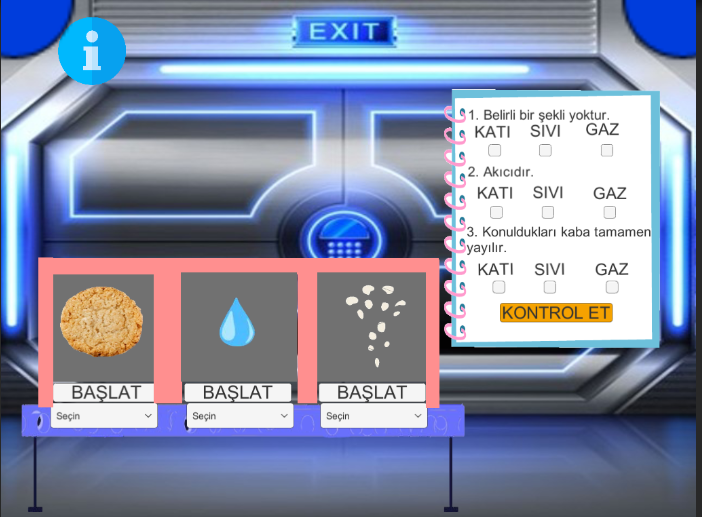 EXIT
i
1. Belirli bir şekli yoktur.
KATI SIVI GAZ
2. Akıcıdır.
KATI SIVI GAZ
3. Konuldukları kaba tamamen
yayılır.
KATI SIVI GAZ
KONTROL ET
BAŞLAT BAŞLAT BAŞLAT
Seçin Seçin Seçin